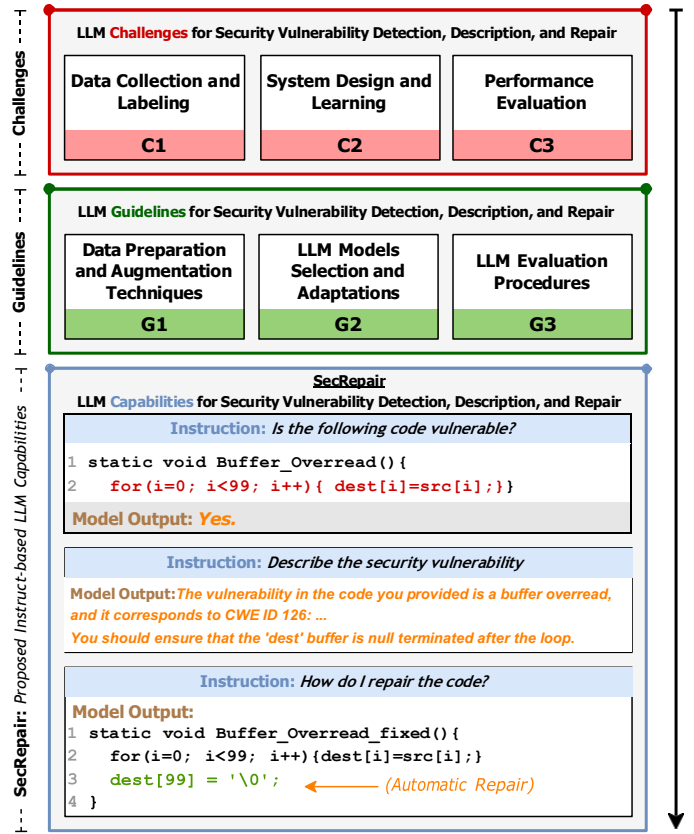 Challenges
LLM Challenges for Security Vulnerability Detection, Description, and Repair
Data Collection and
Labeling
C1
System Design and
Learning
C2
Performance
Evaluation
C3
Guidelines
LLM Guidelines for Security Vulnerability Detection, Description, and Repair
Data Preparation
and Augmentation
Techniques
G1
LLM Models
Selection and
Adaptations
G2
LLM Evaluation
Procedures
G3
SecRepair: Proposed Instruct-based LLM Capabilities
SecRepair
LLM Capabilities for Security Vulnerability Detection, Description, and Repair
Instruction: Is the following code vulnerable?
1 static void Buffer_Overread(){
2 for(i=0; i<99; i++){ dest[i]=src[i];}}
Model Output: Yes.
Instruction: Describe the security vulnerability
Model Output:The vulnerability in the code you provided is a buffer overread,
and it corresponds to CWE ID 126: ...
You should ensure that the 'dest' buffer is null terminated after the loop.
Instruction: How do I repair the code?
Model Output:
1 static void Buffer_Overread_fixed(){
2 for(i=0; i<99; i++){dest[i]=src[i];}
3 dest[99] = '\0'; (Automatic Repair)
4 }